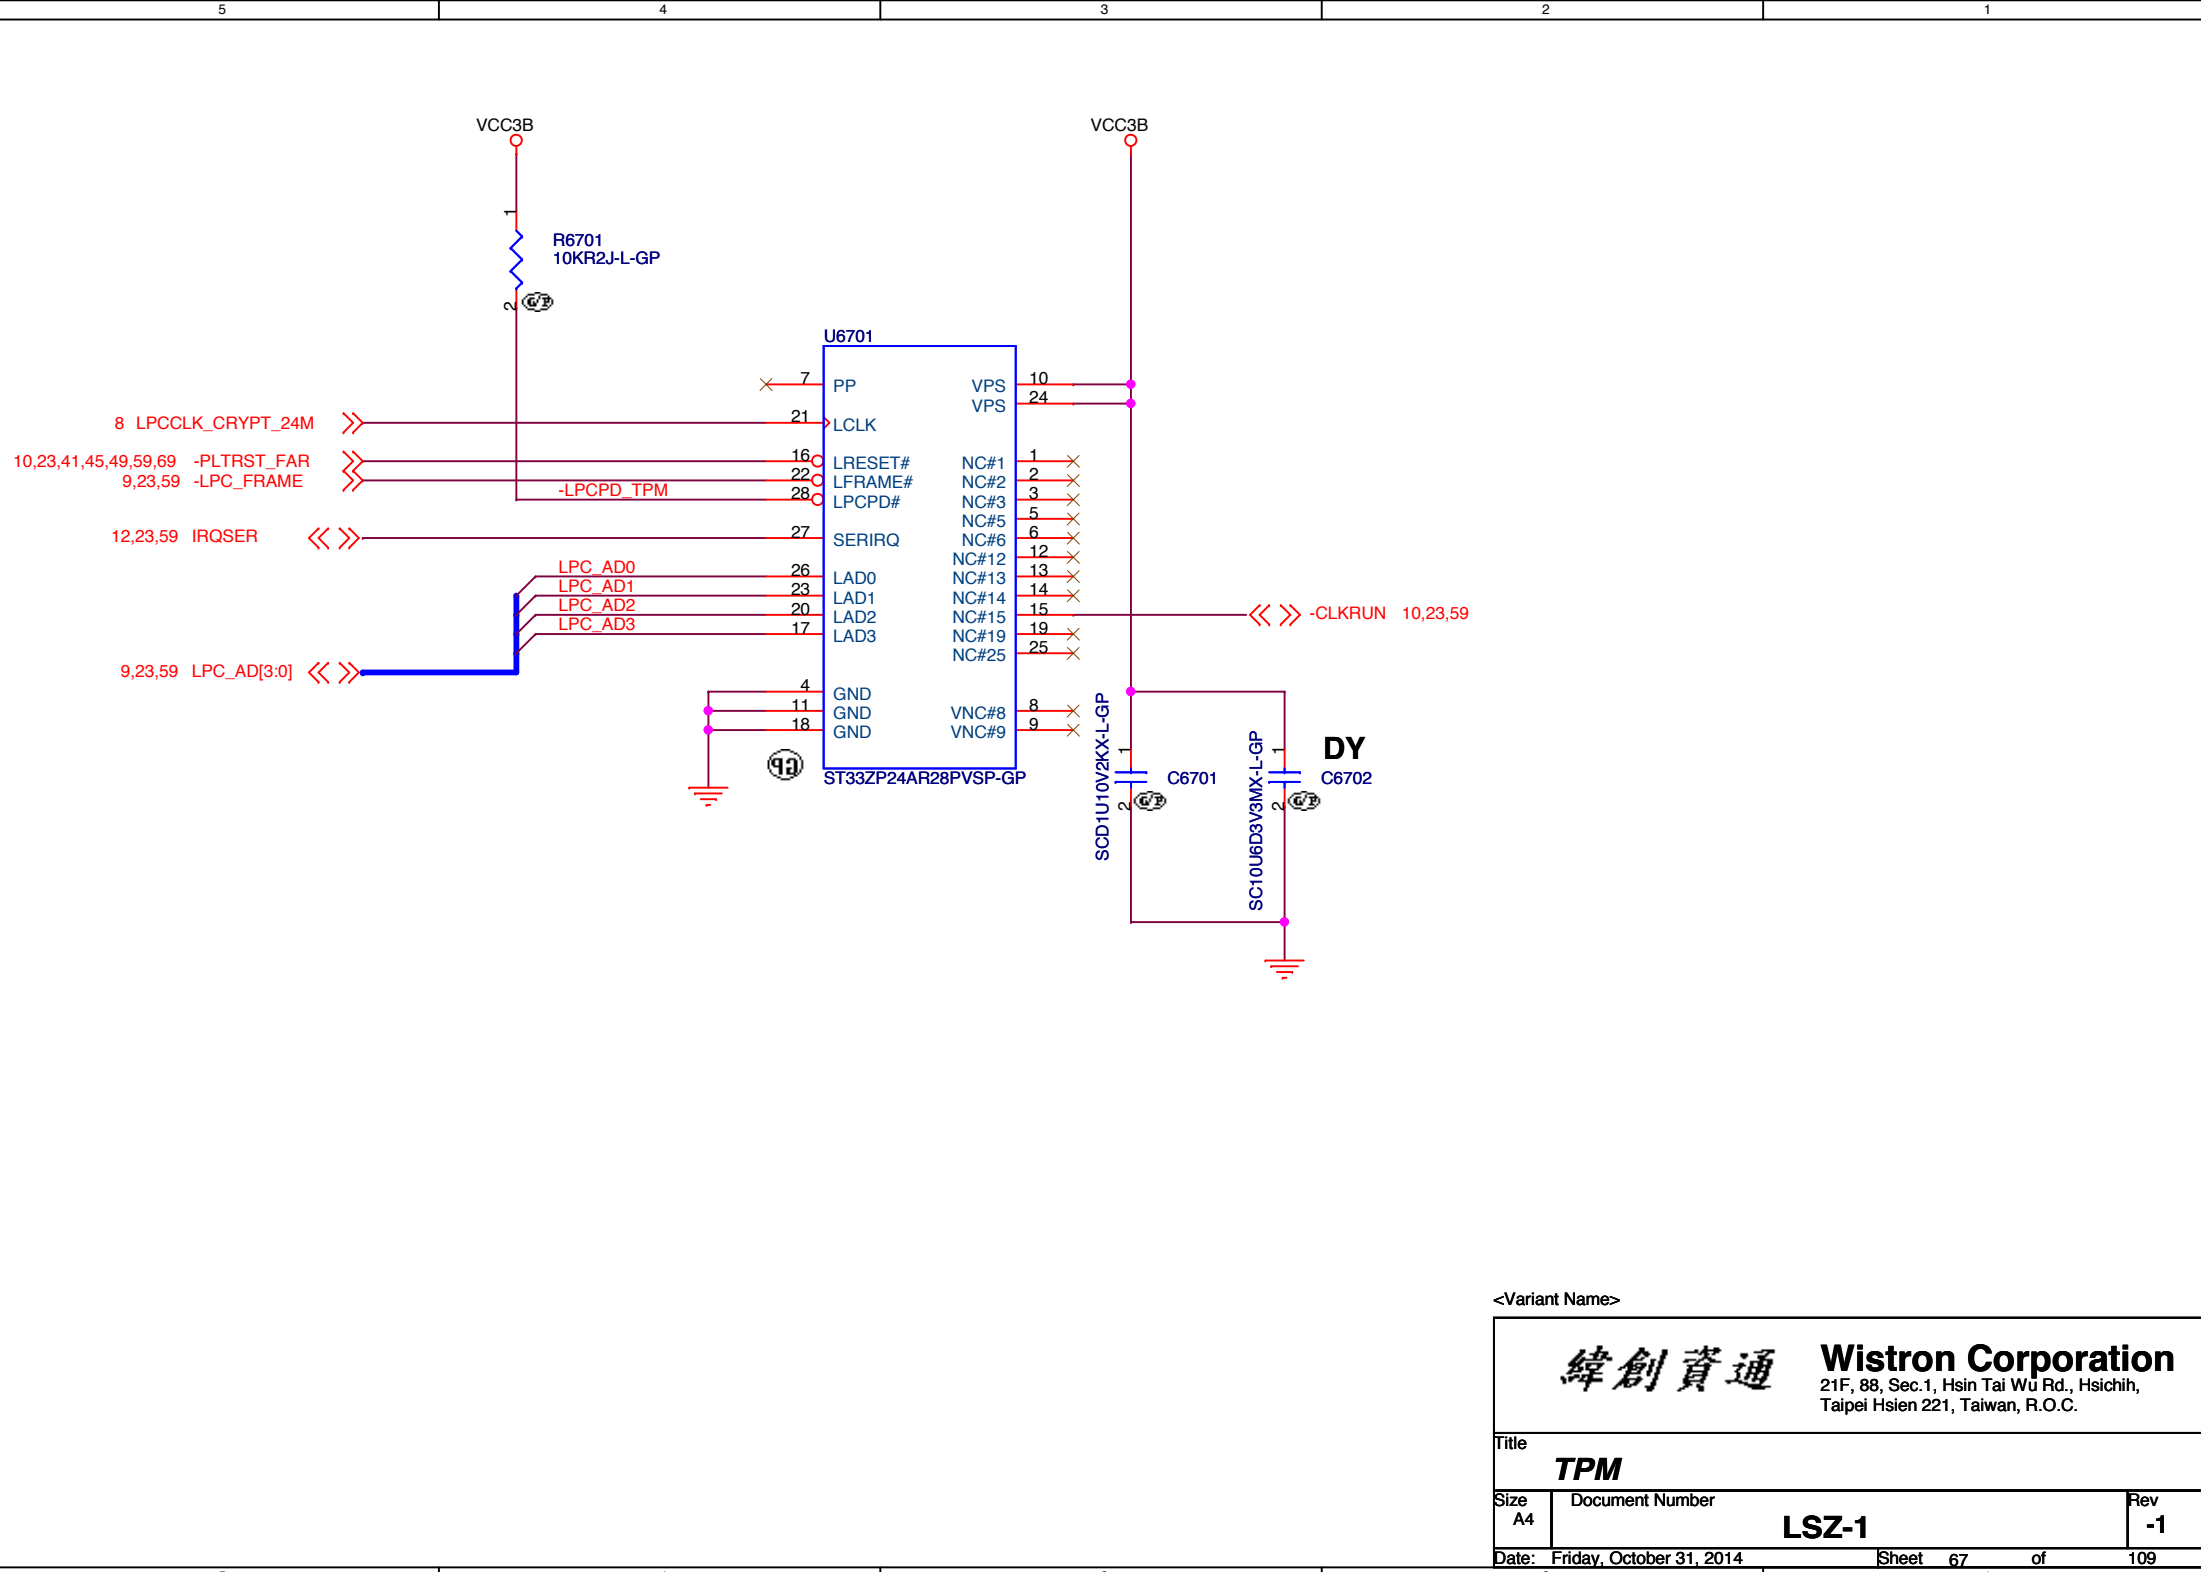 5 4 3 2 1
VCC3B VCC3B
1
R6701
10KR2J-L-GP
2 G/P
U6701
7 PP VPS 10
VPS 24
8 LPCCLK_CRYPT_24M 21 LCLK
10,23,41,45,49,59,69 -PLTRST_FAR 16 LRESET# NC#1 1
9,23,59 -LPC_FRAME 22 LFRAME# NC#2 2
-LPCPD_TPM 28 LPCPD# NC#3 3
NC#5 5
12,23,59 IRQSER 27 SERIRQ NC#6 6
NC#12 12
LPC_AD0 26 LAD0 NC#13 13
LPC_AD1 23 LAD1 NC#14 14
LPC_AD2 20 LAD2 NC#15 15 -CLKRUN 10,23,59
LPC_AD3 17 LAD3 NC#19 19
NC#25 25
9,23,59 LPC_AD[3:0]
4 GND
11 GND VNC#8 8
18 GND VNC#9 9
GP
ST33ZP24AR28PVSP-GP
SCD1U10V2KX-L-GP
1
C6701
2 G/P
SC10U6D3V3MX-L-GP
1
DY
C6702
2 G/P
<Variant Name>
緯創資通
Wistron Corporation
21F, 88, Sec.1, Hsin Tai Wu Rd., Hsichih,
Taipei Hsien 221, Taiwan, R.O.C.
Title
TPM
Size Document Number Rev
A4 LSZ-1 -1
Date: Friday, October 31, 2014 Sheet 67 of 109